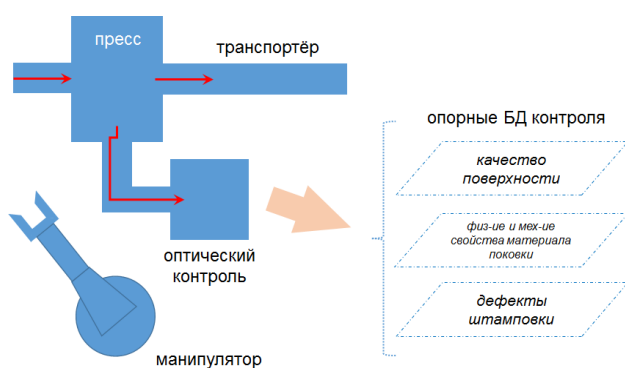 пресс
транспортёр
оптический
контроль
манипулятор
опорные БД контроля
качество
поверхности
физ-ие и мех-ие
свойства материала
поковки
дефекты
штамповки